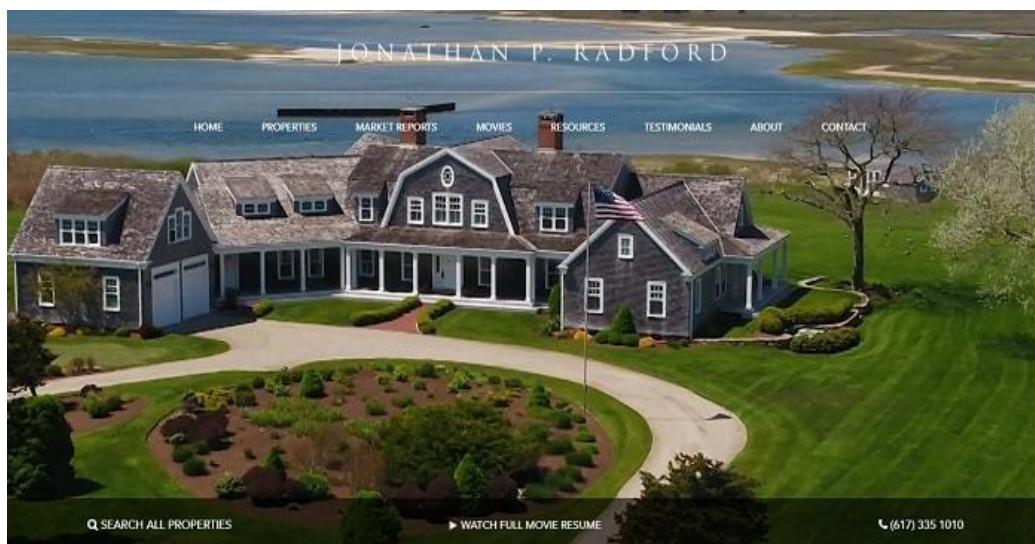 JONATHAN P. RADFORD
HOME PROPERTIES MARKET REPORTS MOVIES RESOURCES TESTIMONIALS ABOUT CONTACT
SEARCH ALL PROPERTIES WATCH FULL MOVIE RESUME (617) 335 1010